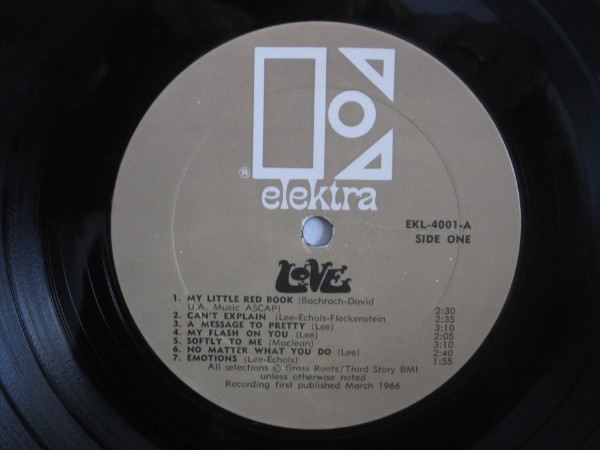 ®
elektra
EKL-4001-A
SIDE ONE
LOVE
1. MY LITTLE RED BOOK (Bachrach-David
U A. Music ASCAP) 2:30
2. CAN'T EXPLAIN (Lee-Echols-Fleckenstein 2:35
3. A MESSAGE TO PRETTY (Lee) 3:10
4. MY FLASH ON YOU (Lee) 2:05
5. SOFTLY TO ME (Maclean) 3:10
6. NO MATTER WHAT YOU DO (Lee) 2:40
7. EMOTIONS (Lee-Echols) 1:55
All selections © Grass Roots/Third Story BMI
unless otherwise noted
Recording first published March 1966